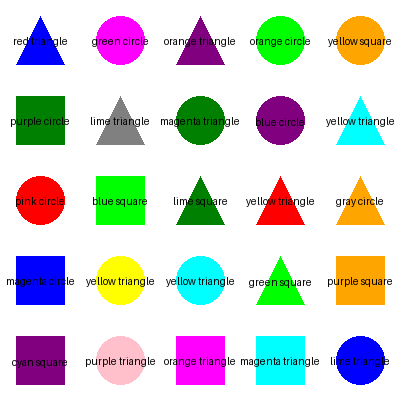 red triangle green circle orange triangle orange circle yellow square
purple circle lime triangle magenta triangle blue circle yellow triangle
pink circle blue square lime square yellow triangle gray circle
magenta circle yellow triangle yellow triangle green square purple square
cyan square purple triangle orange triangle magenta triangle lime triangle